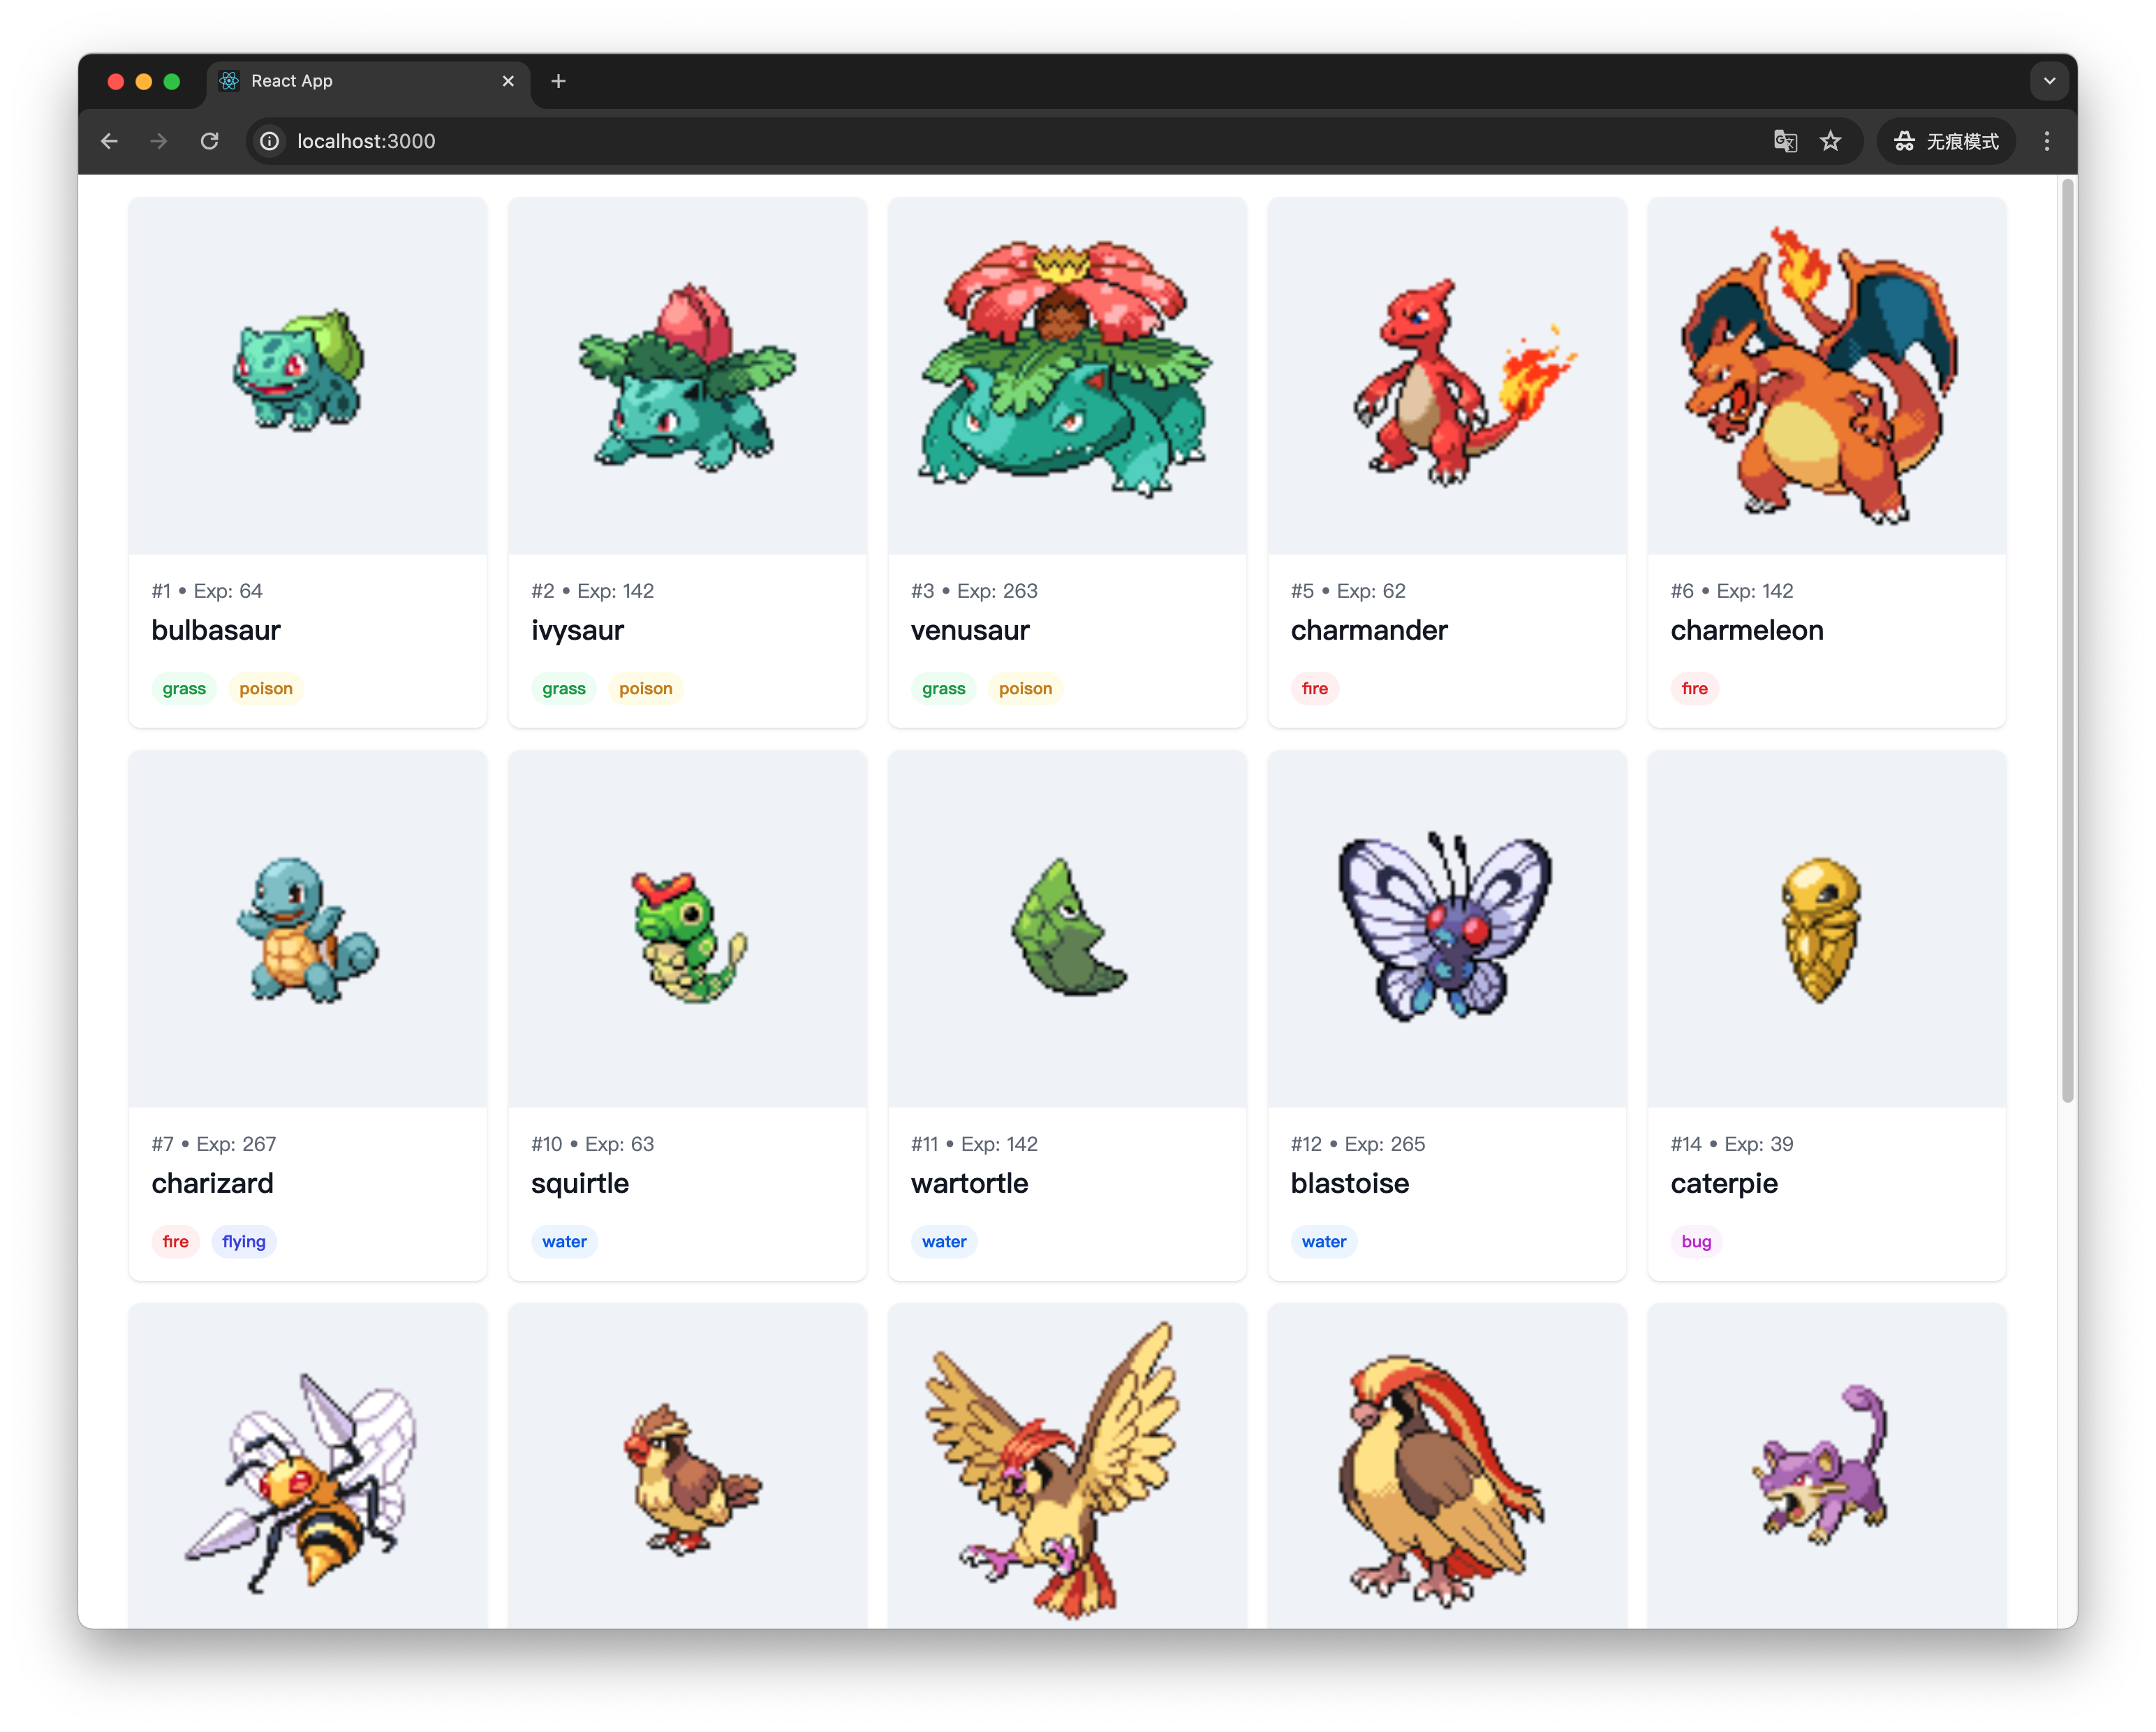 React App
localhost:3000
无痕模式
#1 • Exp: 64
bulbasaur
grass poison
#2 • Exp: 142
ivysaur
grass poison
#3 • Exp: 263
venusaur
grass poison
#5 • Exp: 62
charmander
fire
#6 • Exp: 142
charmeleon
fire
#7 • Exp: 267
charizard
fire flying
#10 • Exp: 63
squirtle
water
#11 • Exp: 142
wartortle
water
#12 • Exp: 265
blastoise
water
#14 • Exp: 39
caterpie
bug